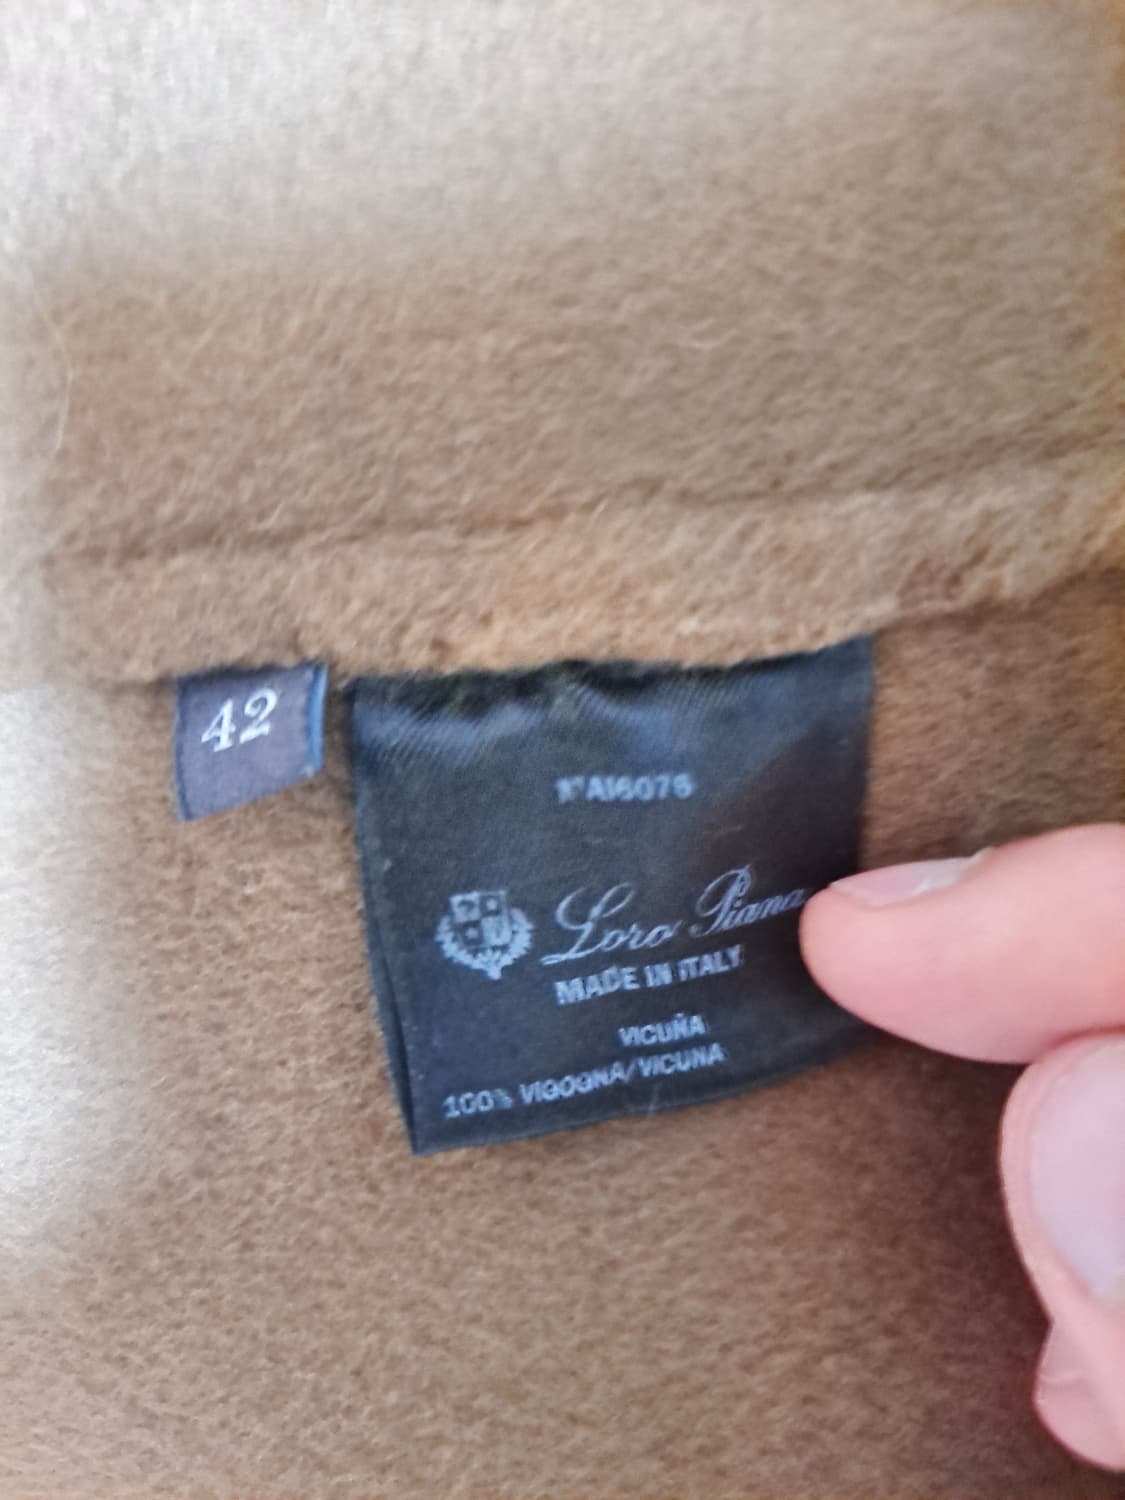 42
N°AI6076
Loro Piana
MADE IN ITALY
VICUÑA
100% VIGOGNA/VICUNA